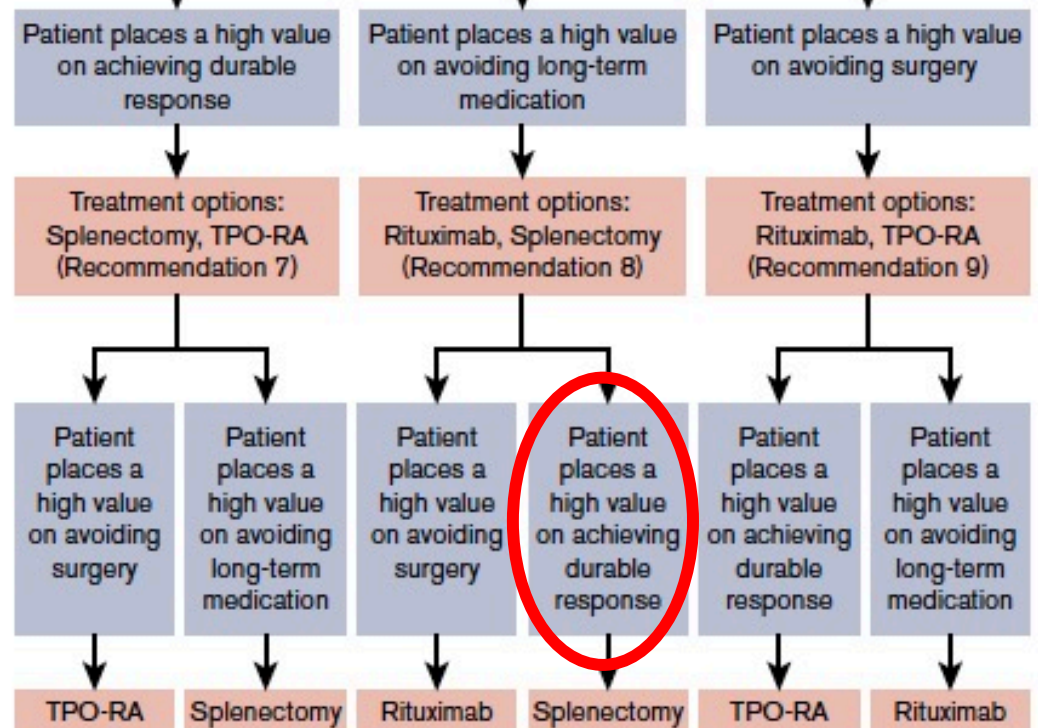 Patient places a high value
on achieving durable
response
Patient places a high value
on avoiding long-term
medication
Patient places a high value
on avoiding surgery
Treatment options:
Splenectomy, TPO-RA
(Recommendation 7)
Treatment options:
Rituximab, Splenectomy
(Recommendation 8)
Treatment options:
Rituximab, TPO-RA
(Recommendation 9)
Patient
places a
high value
on avoiding
surgery
Patient
places a
high value
on avoiding
long-term
medication
Patient
places a
high value
on avoiding
surgery
Patient
places a
high value
on achieving
durable
response
Patient
places a
high value
on achieving
durable
response
Patient
places a
high value
on avoiding
long-term
medication
TPO-RA
Splenectomy
Rituximab
Splenectomy
TPO-RA
Rituximab